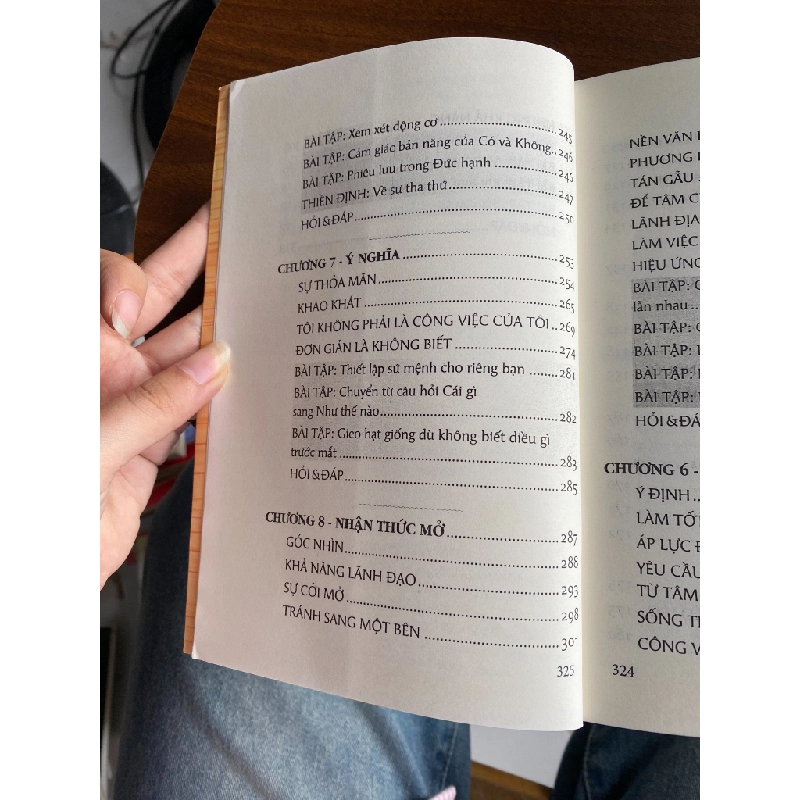 BÀI TẬP: Xem xét động cơ ........ 245
BÀI TẬP: Cảm giác bản năng của Có và Không.. 246
BÀI TẬP: Phiêu lưu trong Đức hạnh ........ 246
THIỀN ĐỊNH: Về sự tha thứ ........ 247
HỎI & ĐÁP ........ 250
CHƯƠNG 7 - Ý NGHĨA ........ 253
SỰ THỎA MÃN ........ 254
KHAO KHÁT ........ 265
TÔI KHÔNG PHẢI LÀ CÔNG VIỆC CỦA TÔI .. 269
ĐƠN GIẢN LÀ KHÔNG BIẾT ........ 274
BÀI TẬP: Thiết lập sứ mệnh cho riêng bạn ........ 281
BÀI TẬP: Chuyển từ câu hỏi Cái gì
sang Như thế nào ........ 282
BÀI TẬP: Gieo hạt giống dù không biết điều gì
trước mắt ........ 283
HỎI & ĐÁP ........ 285
CHƯƠNG 8 - NHẬN THỨC MỞ ........ 287
GÓC NHÌN ........ 288
KHẢ NĂNG LÃNH ĐẠO ........ 293
SỰ CỞI MỞ ........ 298
TRÁNH SANG MỘT BÊN ........
325
NỀN VĂN
PHƯƠNG
TÁN GẪU
ĐỂ TÂM
LÃNH ĐỊA
LÀM VIỆC
HIỆU ỨNG
BÀI TẬP:
lẫn nhau
BÀI TẬP:
BÀI TẬP:
BÀI TẬP:
BÀI TẬP:
HỎI & ĐÁP
CHƯƠNG 6 -
Ý ĐỊNH
LÀM TỐ
ÁP LỰC
YÊU CẦU
TỪ TÂM
SỐNG
CÔNG
324